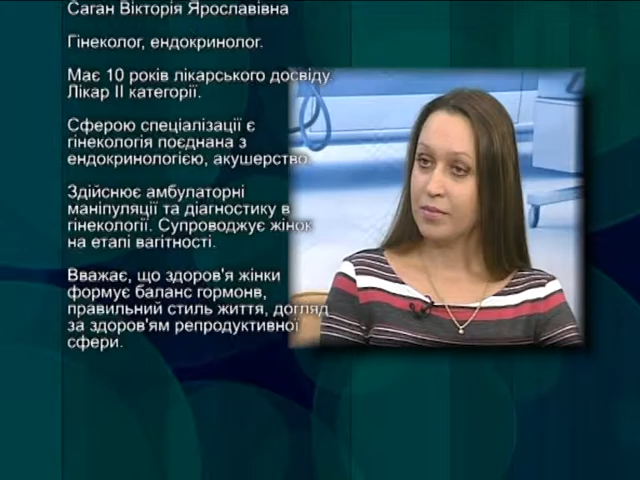 Саган Вікторія Ярославівна
Гінеколог, ендокринолог.
Має 10 років лікарського досвіду.
Лікар ІІ категорії.
Сферою спеціалізації є
гінекологія поєднана з
ендокринологією, акушерство.
Здійснює амбулаторні
маніпуляції та діагностику в
гінекології. Супроводжує жінок
на етапі вагітності.
Вважає, що здоров'я жінки
формує баланс гормонв,
правильний стиль життя, догляд
за здоров'ям репродуктивної
сфери.